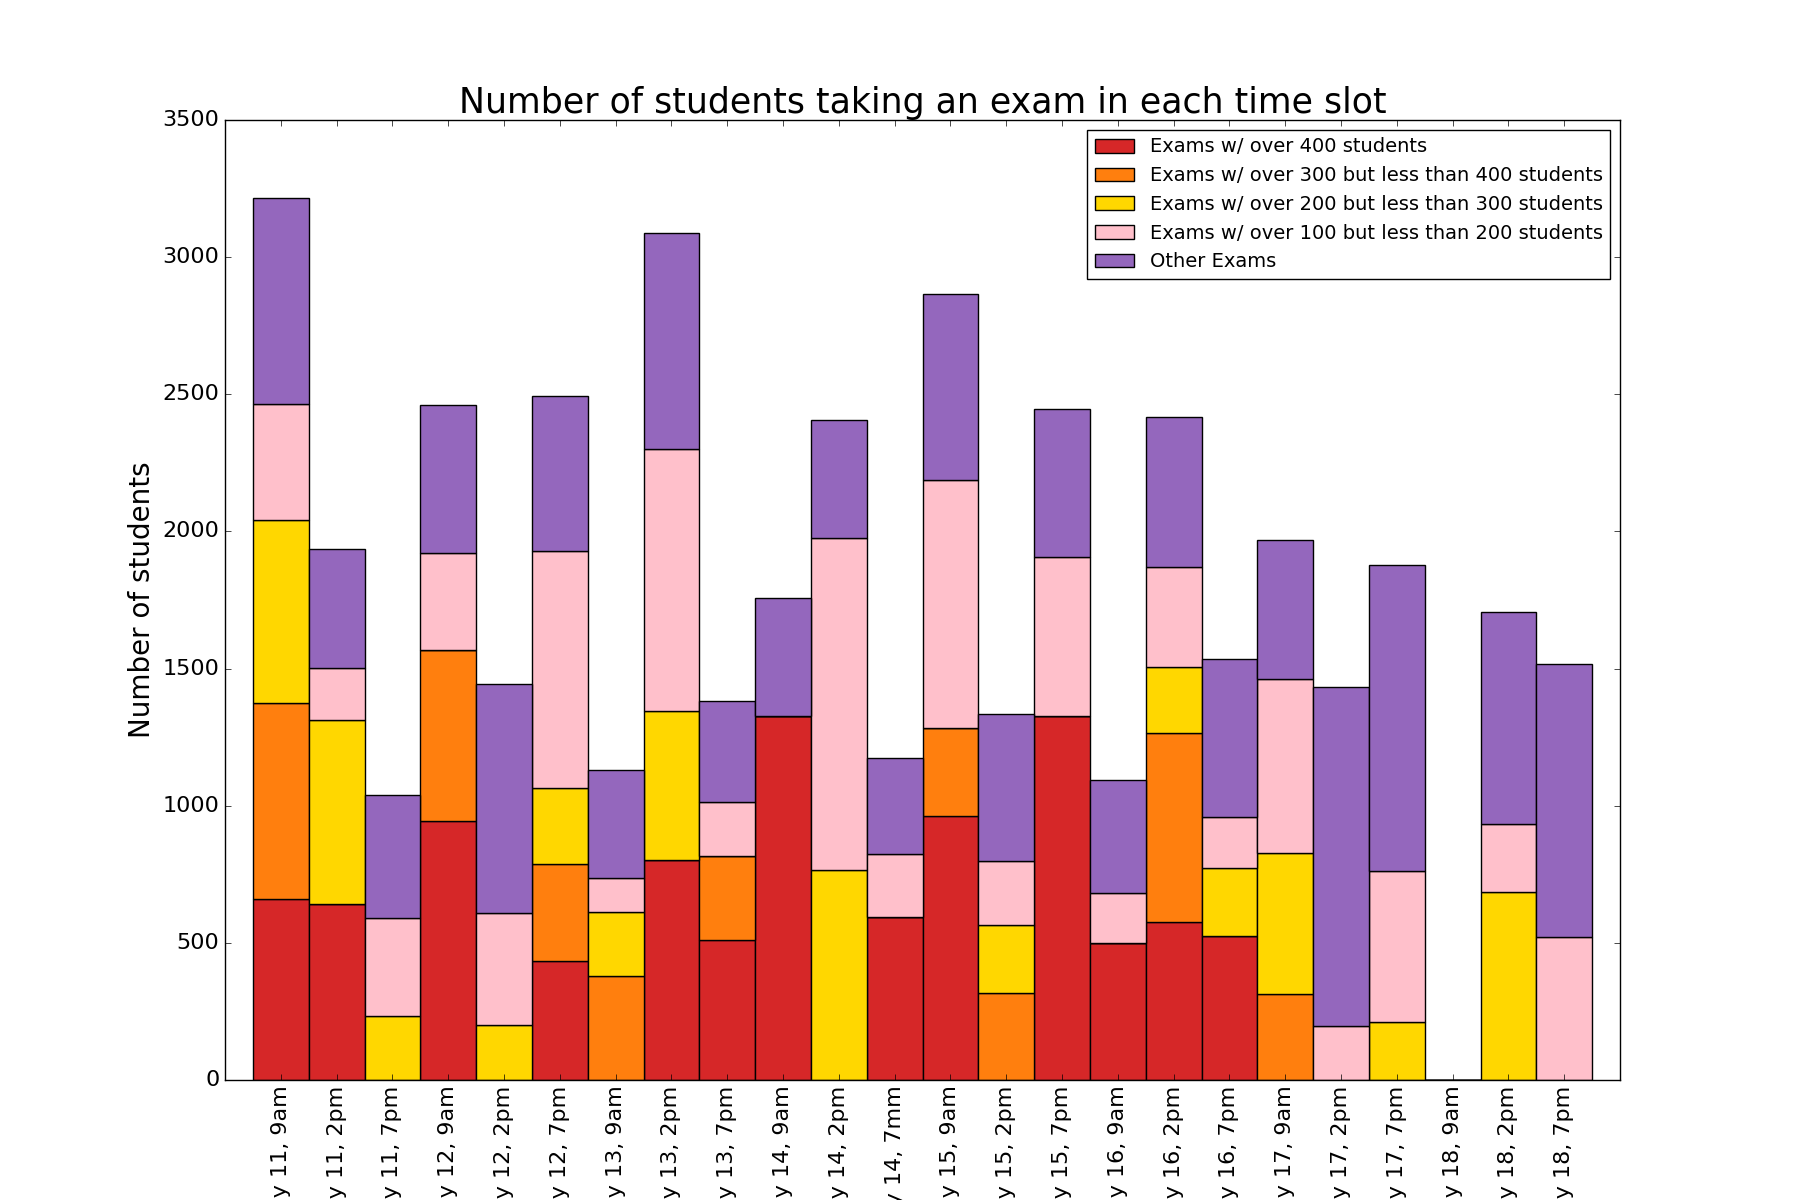 Number of students taking an exam in each time slot
Exams w/ over 400 students
Exams w/ over 300 but less than 400 students
Exams w/ over 200 but less than 300 students
Exams w/ over 100 but less than 200 students
Other Exams
Number of students
3500
3000
2500
2000
1500
1000
500
0
y 11, 9am
y 11, 2pm
y 11, 7pm
y 12, 9am
y 12, 2pm
y 12, 7pm
y 13, 9am
y 13, 2pm
y 13, 7pm
y 14, 9am
y 14, 2pm
y 14, 7mm
y 15, 9am
y 15, 2pm
y 15, 7pm
y 16, 9am
y 16, 2pm
y 16, 7pm
y 17, 9am
y 17, 2pm
y 17, 7pm
y 18, 9am
y 18, 2pm
y 18, 7pm